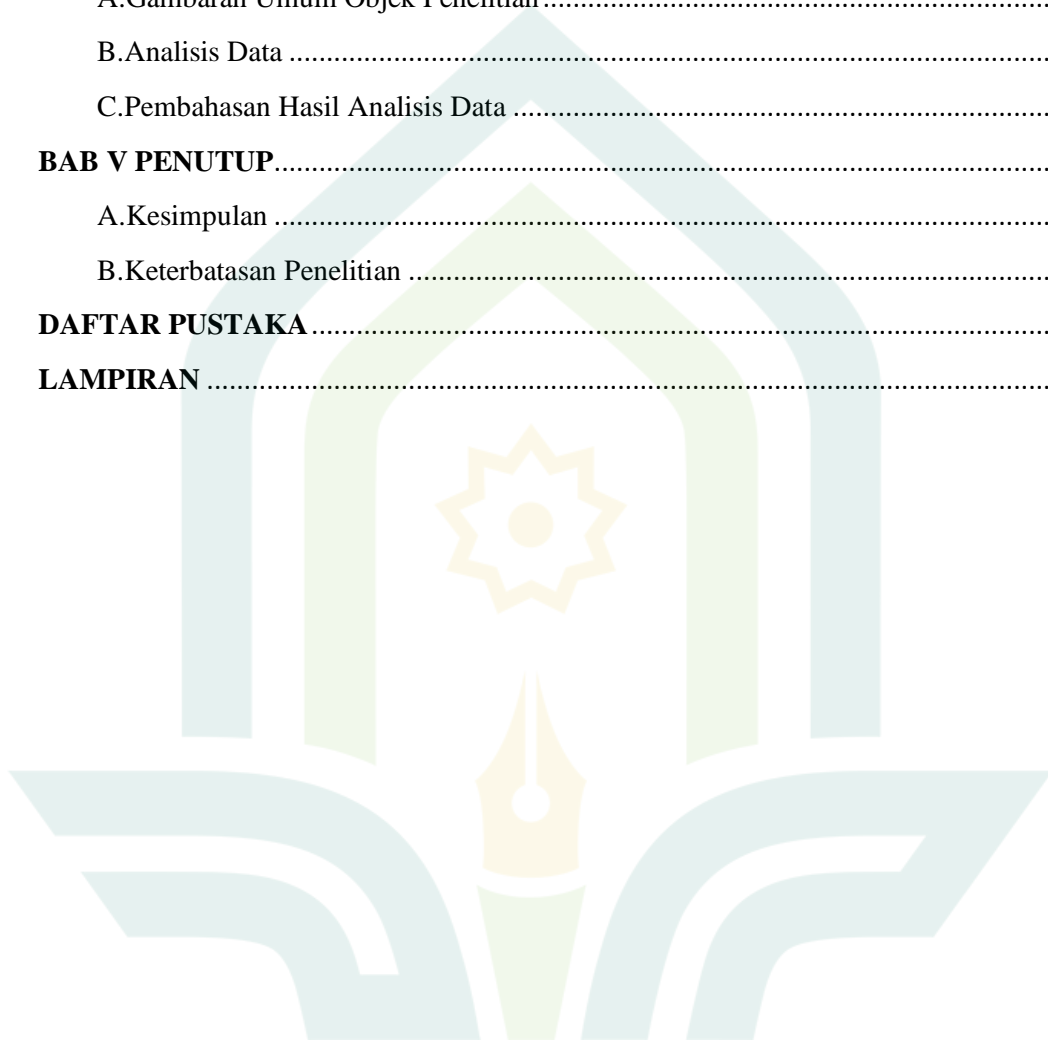 A.Gambaran Umum Objek Penelitian ........................................................................
B.Analisis Data ..........................................................................................................
C.Pembahasan Hasil Analisis Data ............................................................................
BAB V PENUTUP...................................................................................................
A.Kesimpulan ............................................................................................................
B.Keterbatasan Penelitian ..........................................................................................
DAFTAR PUSTAKA ..............................................................................................
LAMPIRAN ............................................................................................................